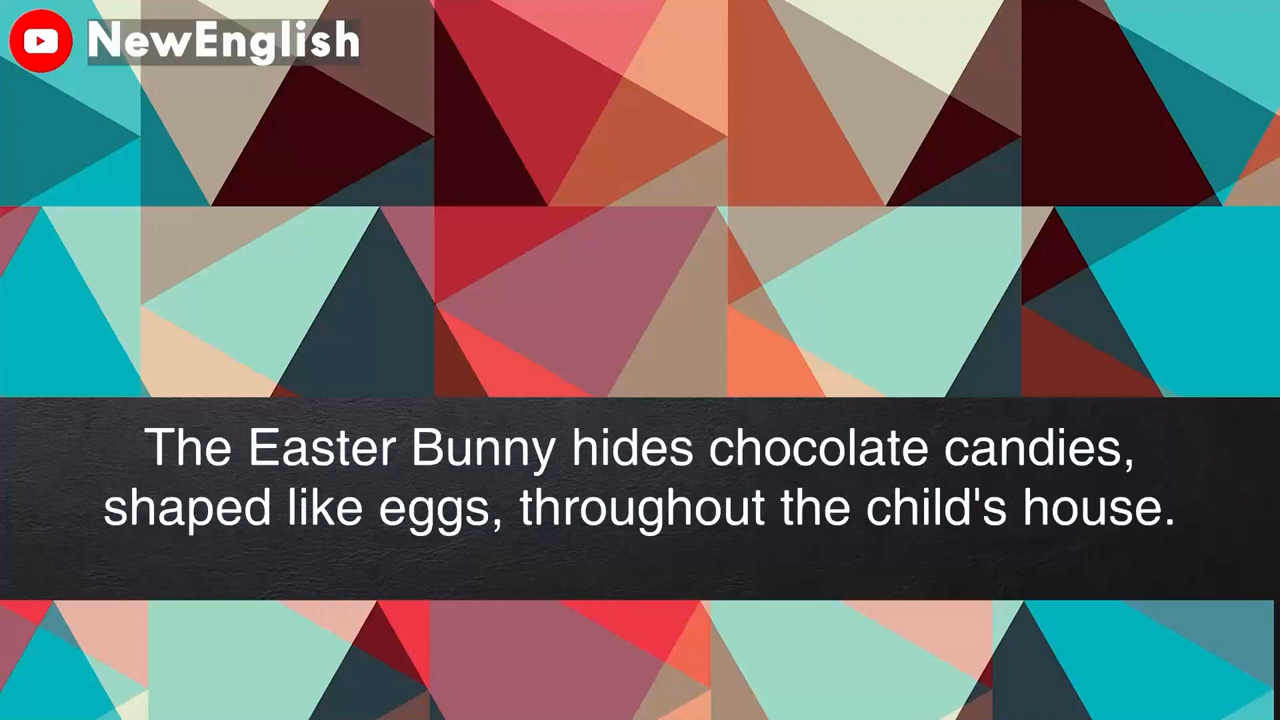 NewEnglish
The Easter Bunny hides chocolate candies,
shaped like eggs, throughout the child's house.